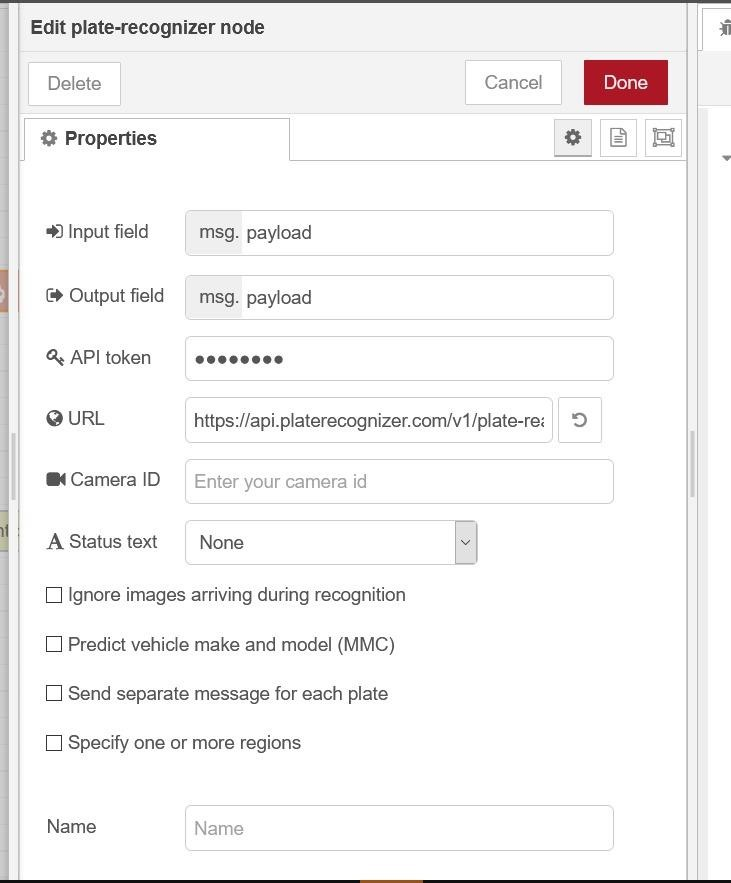 Edit plate-recognizer node
Delete
Cancel
Done
Properties
Input field
msg. payload
Output field
msg. payload
API token
••••••••
URL
https://api.platerecognizer.com/v1/plate-rea
Camera ID
Enter your camera id
Status text
None
Ignore images arriving during recognition
Predict vehicle make and model (MMC)
Send separate message for each plate
Specify one or more regions
Name
Name